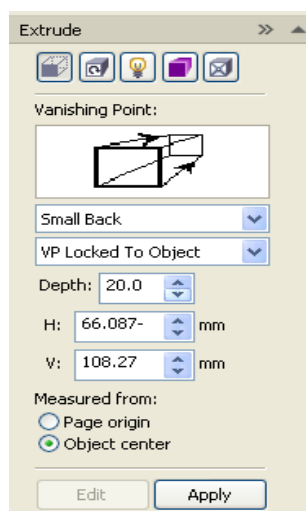 Extrude
Vanishing Point:
Small Back
VP Locked To Object
Depth: 20.0
H: 66.087- mm
V: 108.27 mm
Measured from:
Page origin
Object center
Edit Apply